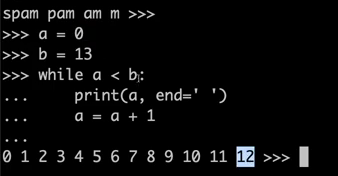 spam pam am m >>>
>>> a = 0
>>> b = 13
>>> while a < b:
...     print(a, end=' ')
...     a = a + 1
...
0 1 2 3 4 5 6 7 8 9 10 11 12 >>>